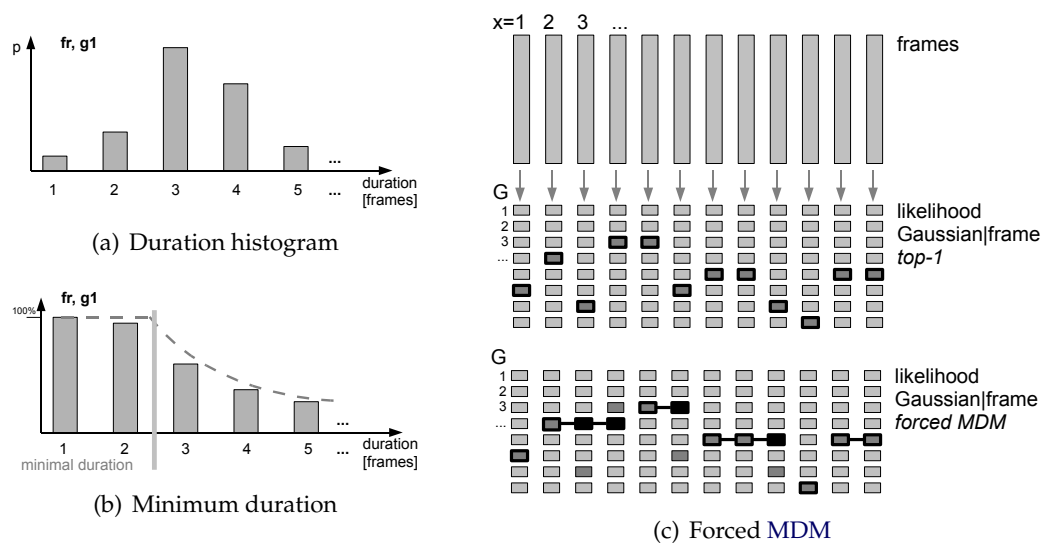 fr, g1
p
1 2 3 4 5 ...
...
duration
[frames]
(a) Duration histogram
fr, g1
100%
1 2 3 4 5 ...
...
minimal duration
duration
[frames]
(b) Minimum duration
x=1 2 3 ...
frames
G
1
2
3
...
likelihood
Gaussian|frame
top-1
G
1
2
3
...
likelihood
Gaussian|frame
forced MDM
(c) Forced MDM